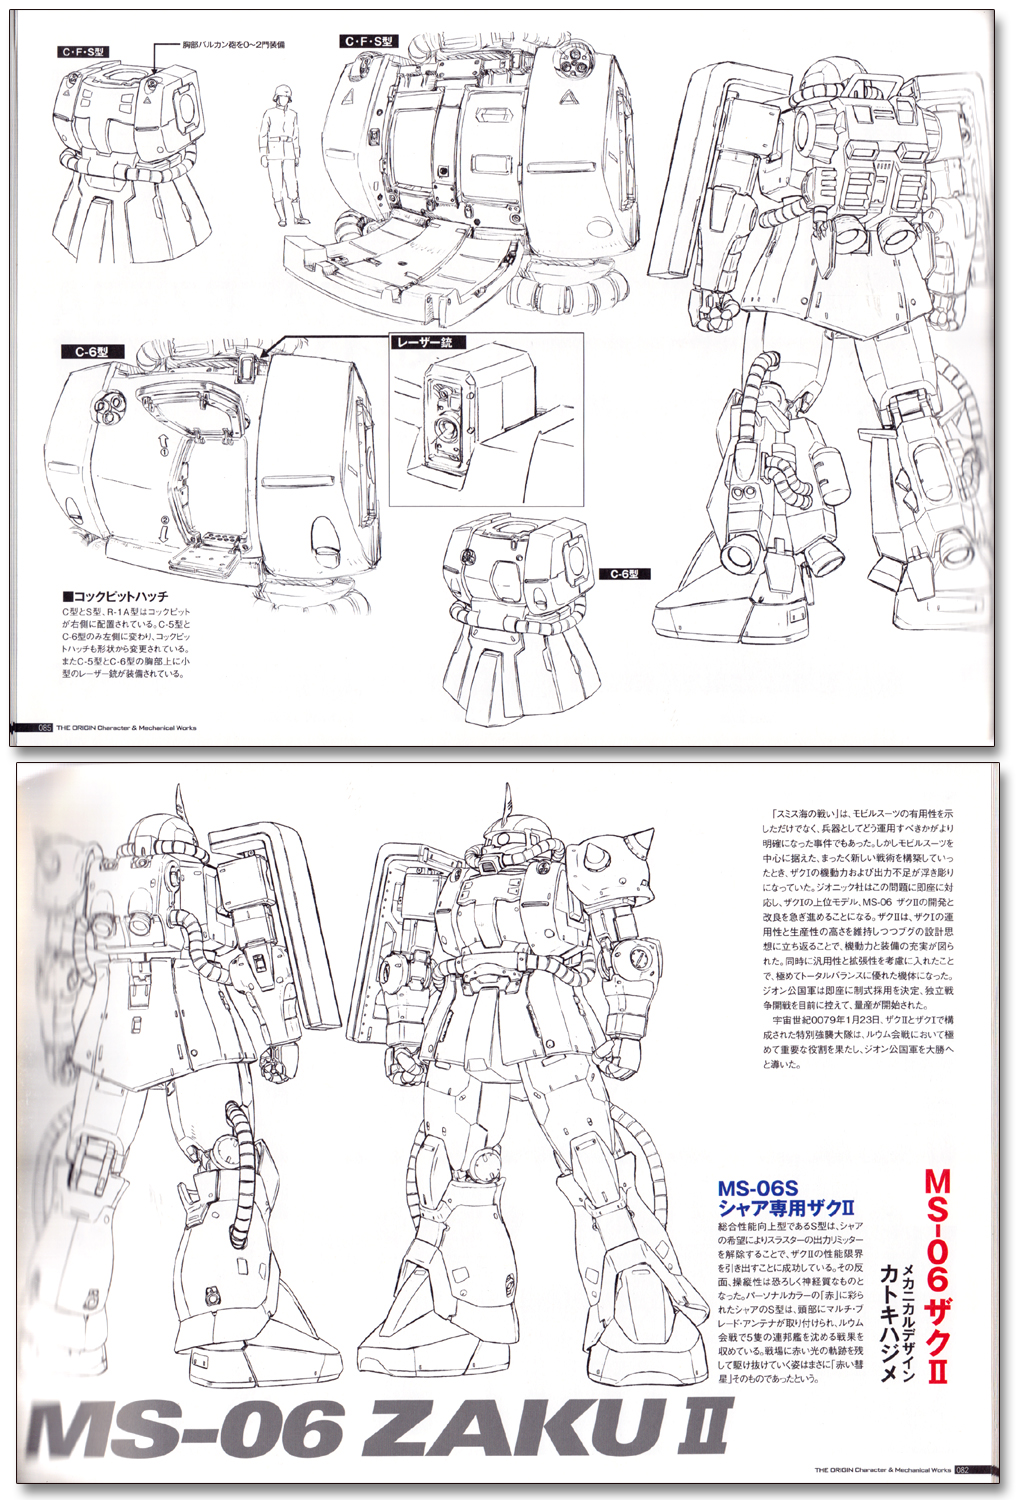 C・F・S型
胸部バルカン砲を0〜2門装備
C・F・S型
C-6型
レーザー銃
C-6型
■コックピットハッチ
C型とS型、R-1A型はコックピット
が右側に配置されている。C-5型と
C-6型のみ左側に変わり、コックピッ
トハッチも形状から変更されている。
またC-5型とC-6型の胸部上に小
型のレーザー銃が装備されている。
①
②
085 THE ORIGIN Character & Mechanical Works
「スミス海の戦い」は、モビルスーツの有用性を示
しただけでなく、兵器としてどう運用すべきかがより
明確になった事件でもあった。しかしモビルスーツを
中心に据えた、まったく新しい戦術を構築していっ
たとき、ザクⅠの機動力および出力不足が浮き彫り
になっていた。ジオニック社はこの問題に即座に対
応し、ザクⅠの上位モデル、MS-06 ザクⅡの開発と
改良を急ぎ進めることになる。ザクⅡは、ザクⅠの運
用性と生産性の高さを維持しつつブグの設計思
想に立ち返ることで、機動力と装備の充実が図ら
れた。同時に汎用性と拡張性を考慮に入れたこと
で、極めてトータルバランスに優れた機体になった。
ジオン公国軍は即座に制式採用を決定、独立戦
争開戦を目前に控えて、量産が開始された。
宇宙世紀0079年1月23日、ザクⅡとザクⅠで構
成された特別強襲大隊は、ルウム会戦において極
めて重要な役割を果たし、ジオン公国軍を大勝へ
と導いた。
MS-06ザクⅡ
メカニカルデザイン
カトキハジメ
MS-06S
シャア専用ザクⅡ
総合性能向上型であるS型は、シャア
の希望によりスラスターの出力リミッター
を解除することで、ザクⅡの性能限界
を引き出すことに成功している。その反
面、操縦性は恐ろしく神経質なものと
なった。パーソナルカラーの「赤」に彩ら
れたシャアのS型は、頭部にマルチ・ブ
レード・アンテナが取り付けられ、ルウム
会戦で5隻の連邦艦を沈める戦果を
収めている。戦場に赤い光の軌跡を残
して駆け抜けていく姿はまさに「赤い彗
星」そのものであったという。
MS-06 ZAKU Ⅱ
THE ORIGIN Character & Mechanical Works 082